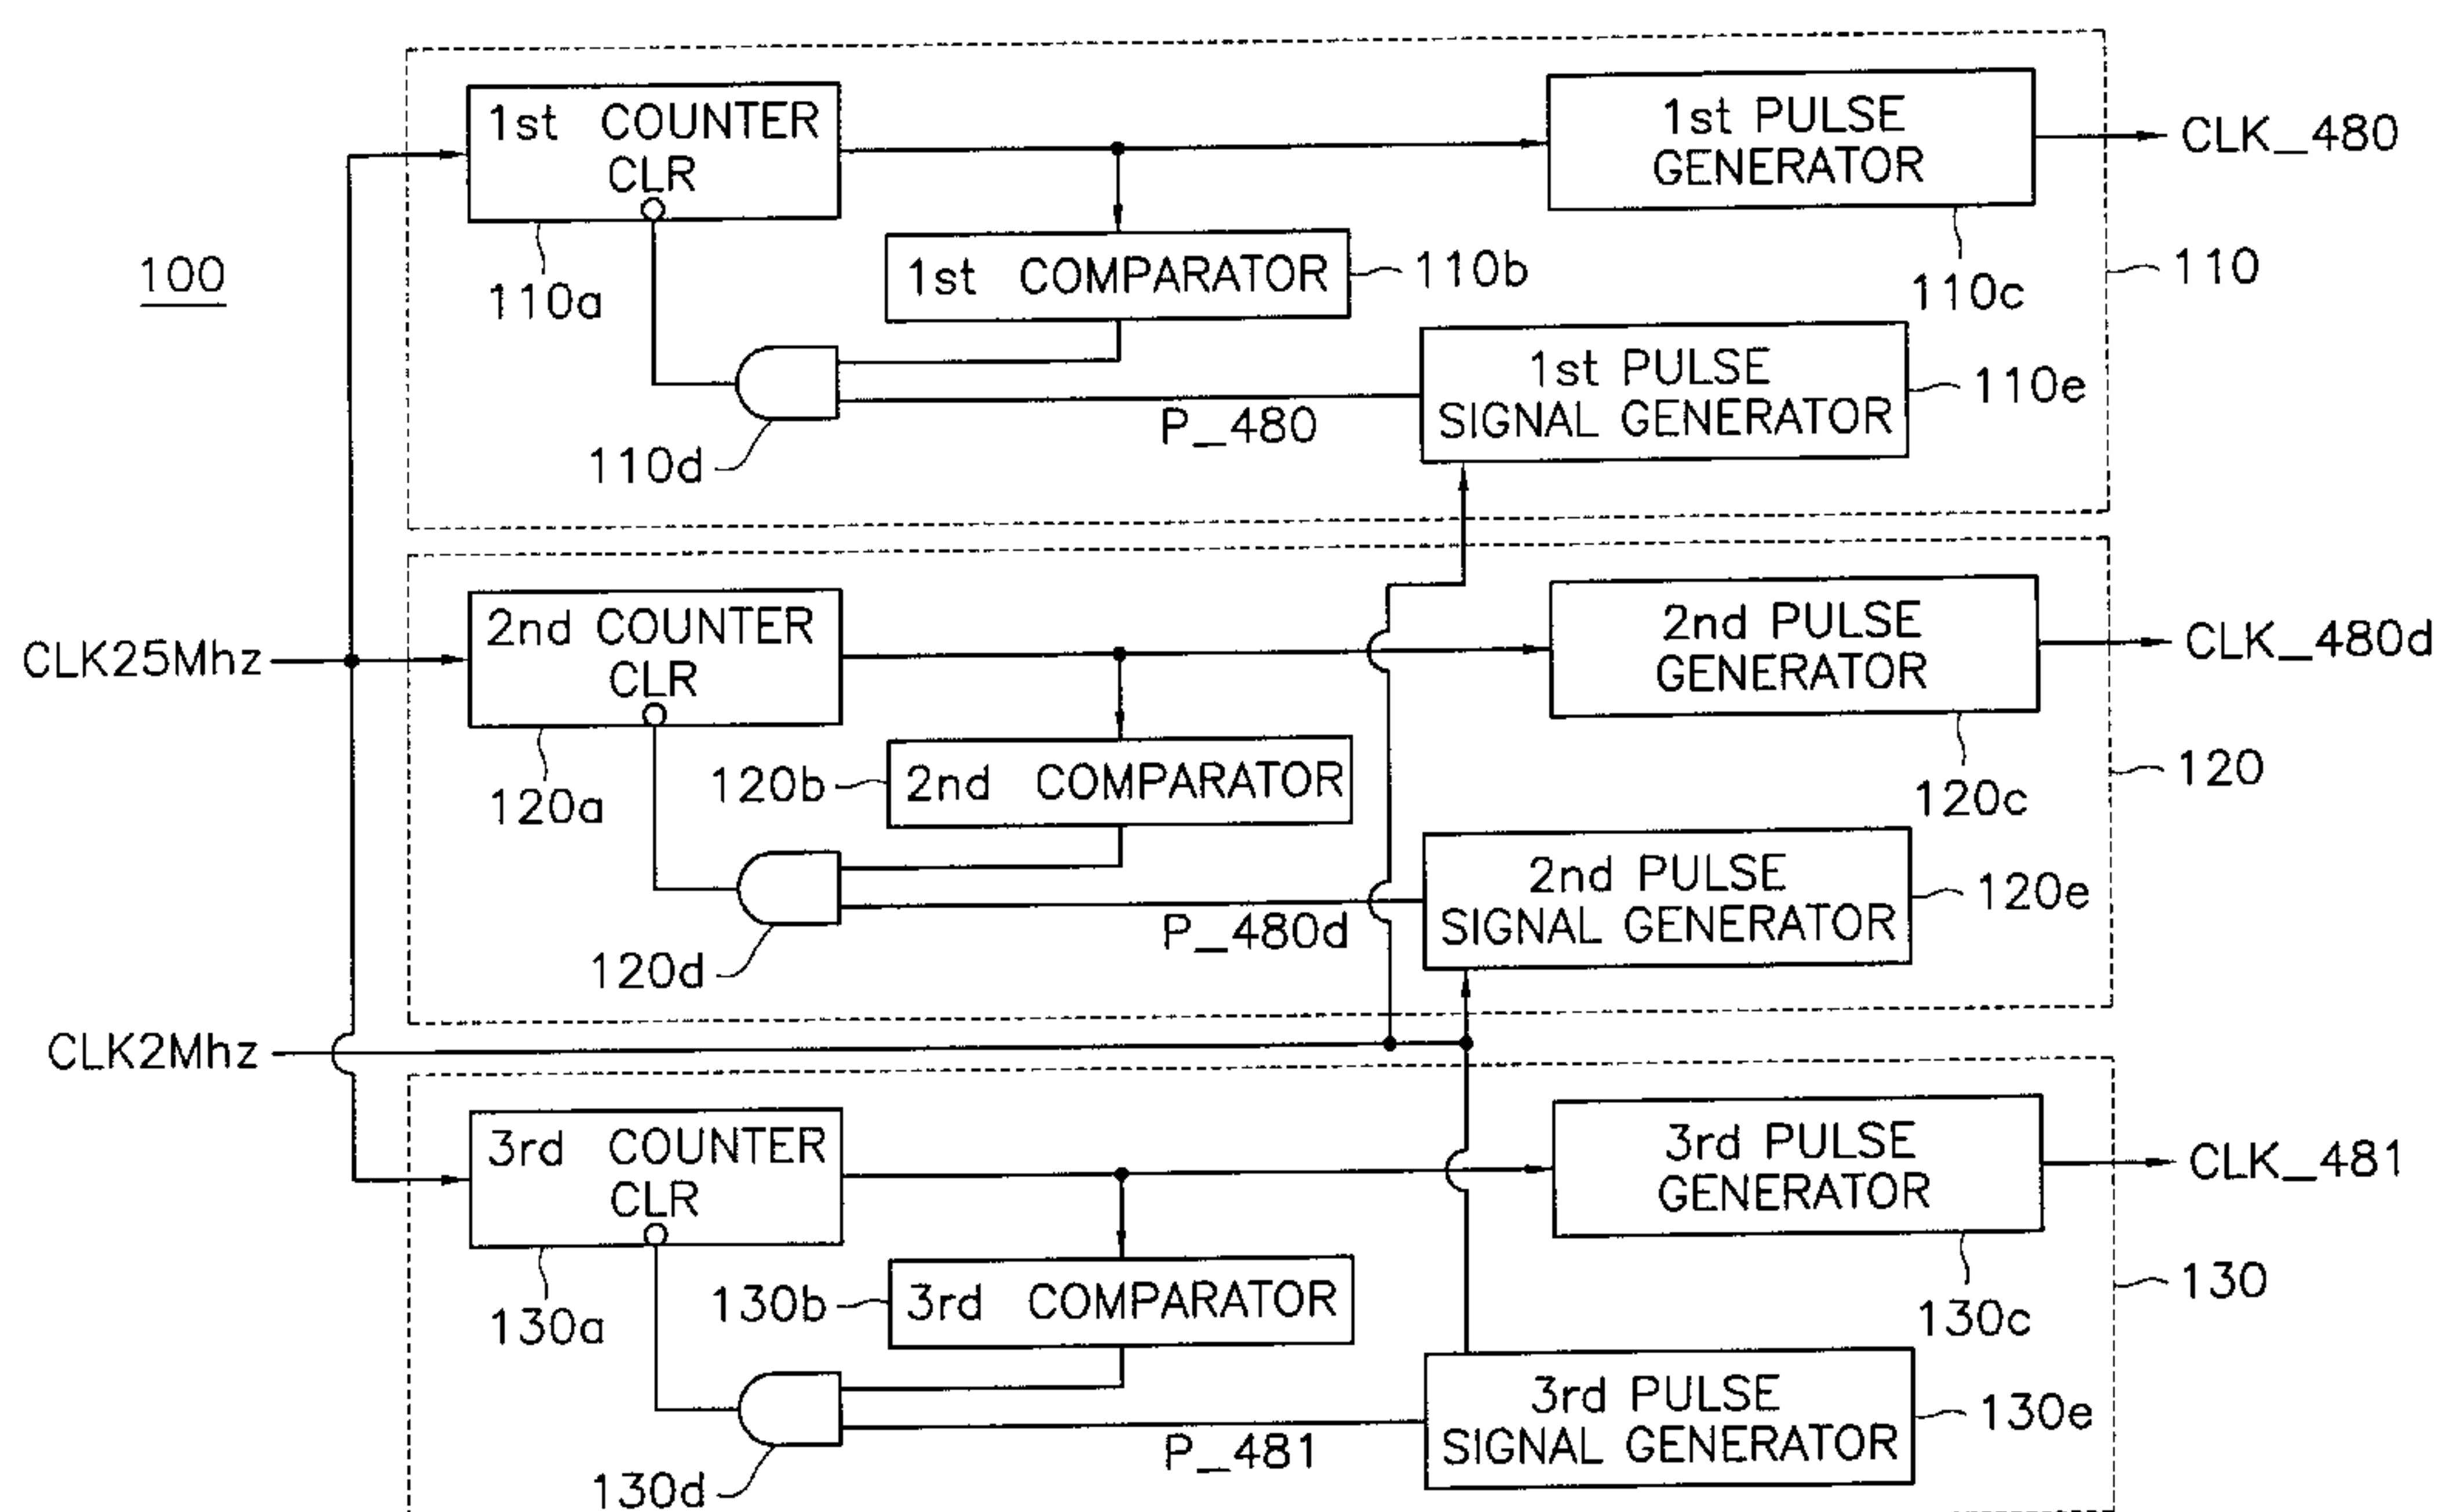 100
1st COUNTER
CLR
110a
1st PULSE
GENERATOR
110c
CLK_480
110
1st COMPARATOR
110b
1st PULSE
SIGNAL GENERATOR
110e
P_480
110d
CLK25Mhz
2nd COUNTER
CLR
120a
2nd PULSE
GENERATOR
120c
CLK_480d
120
120b
2nd COMPARATOR
2nd PULSE
SIGNAL GENERATOR
120e
P_480d
120d
CLK2Mhz
3rd COUNTER
CLR
130a
3rd PULSE
GENERATOR
130c
CLK_481
130
130b
3rd COMPARATOR
3rd PULSE
SIGNAL GENERATOR
130e
P_481
130d